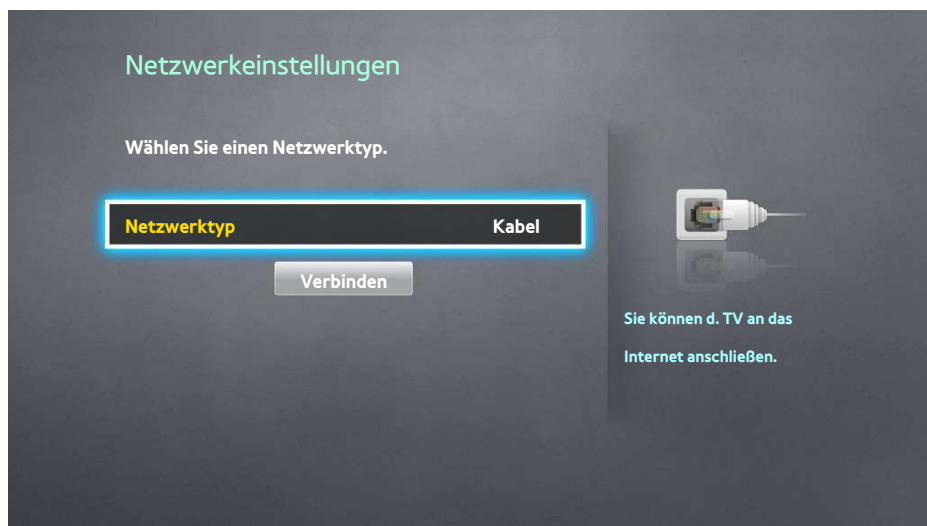 Netzwerkeinstellungen
Wählen Sie einen Netzwerktyp.
Netzwerktyp Kabel
Verbinden
Sie können d. TV an das
Internet anschließen.